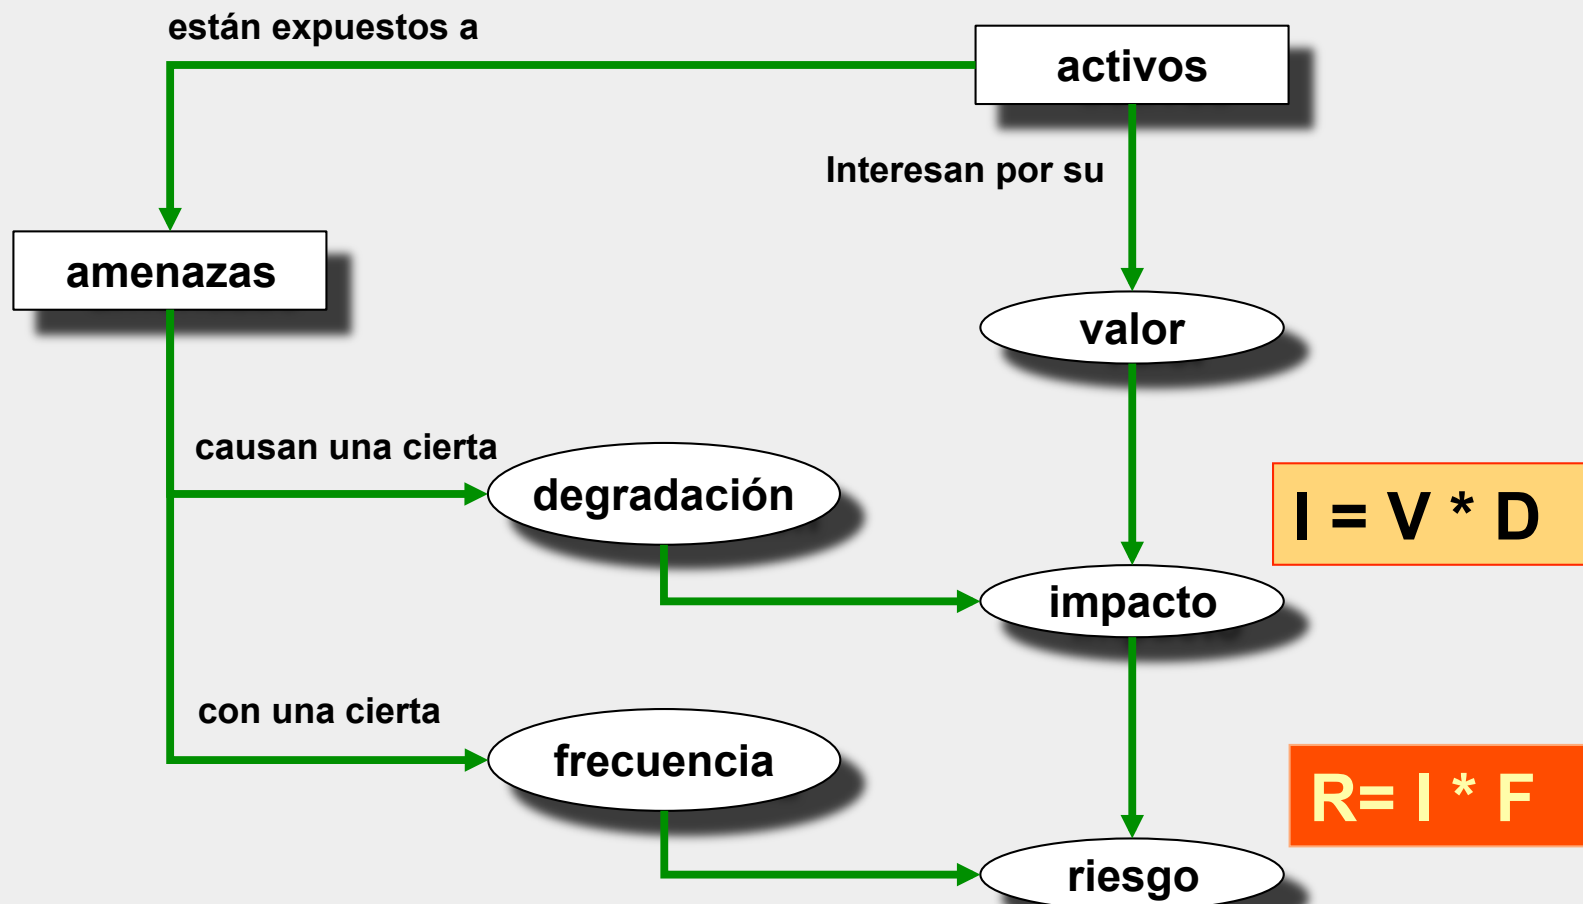 están expuestos a
activos
Interesan por su
amenazas
valor
causan una cierta
degradación
I = V * D
impacto
con una cierta
frecuencia
R= I * F
riesgo